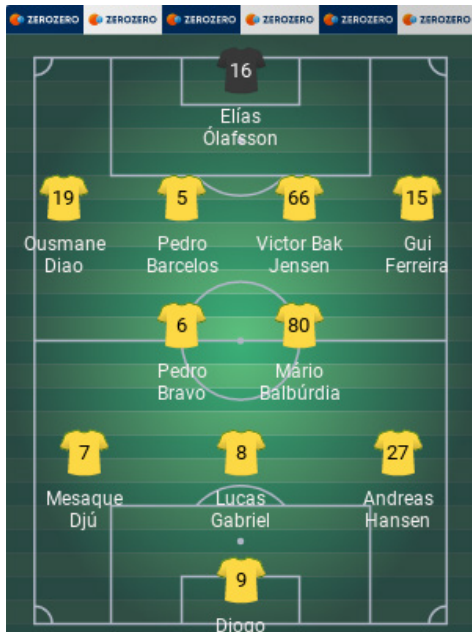 ZEROZERO ZEROZERO ZEROZERO ZEROZERO ZEROZERO ZEROZERO
16
Elías
Ólafsson
19 5 66 15
Ousmane Pedro Victor Bak Gui
Diao Barcelos Jensen Ferreira
6 80
Pedro Mário
Bravo Balbúrdia
7 8 27
Mesaque Lucas Andreas
Djú Gabriel Hansen
9
Diogo